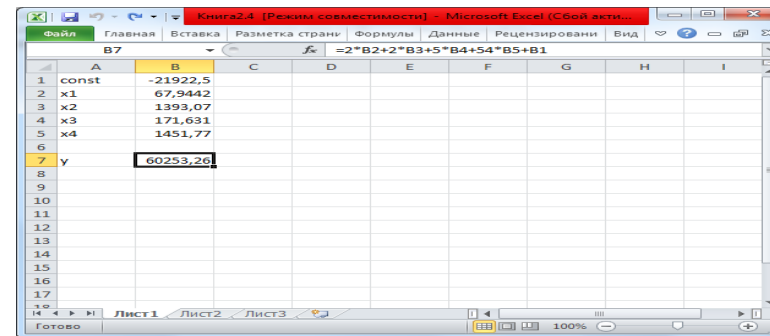 Книга2.4 [Режим совместимости] - Microsoft Excel (Сбой акти...
Файл Главная Вставка Разметка страни Формулы Данные Рецензировани Вид
B7 fx =2*B2+2*B3+5*B4+54*B5+B1
A B C D E F G H I
1 const -21922,5
2 x1 67,9442
3 x2 1393,07
4 x3 171,631
5 x4 1451,77
6
7 y 60253,26
8
9
10
11
12
13
14
15
16
17
18
Лист1 Лист2 Лист3
Готово 100%